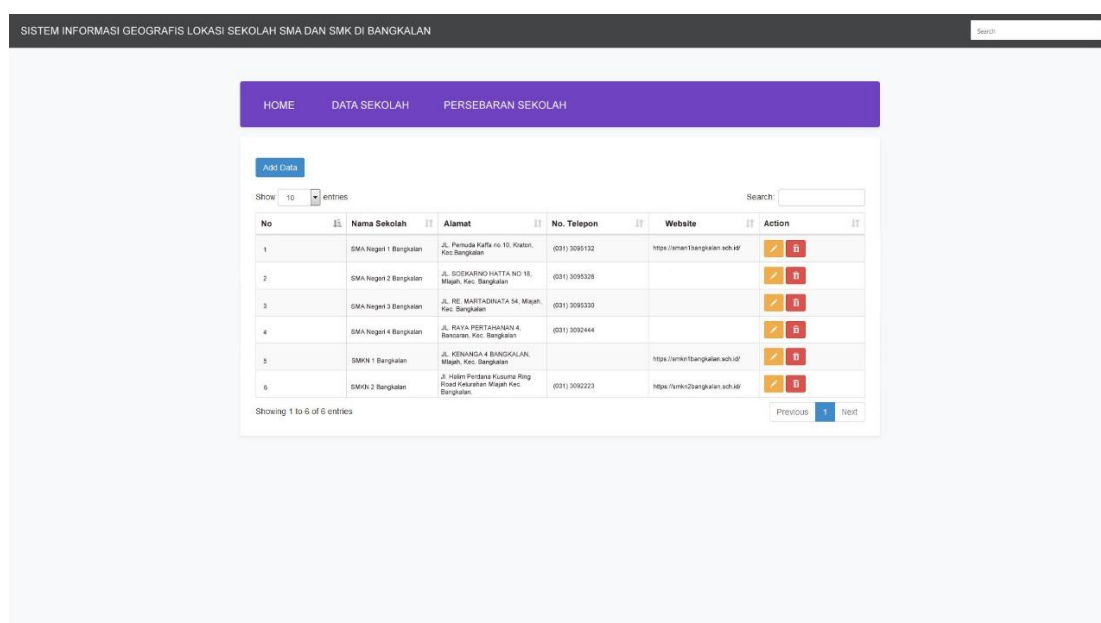 SISTEM INFORMASI GEOGRAFIS LOKASI SEKOLAH SMA DAN SMK DI BANGKALAN
Search
HOME DATA SEKOLAH PERSEBARAN SEKOLAH
Add Data
Show 10 entries Search:
No Nama Sekolah Alamat No. Telepon Website Action
1 SMA Negeri 1 Bangkalan JL. Pemuda Kaffa no 10, Kraton, (031) 3095132 https://sman1bangkalan.sch.id/
Kec.Bangkalan
2 SMA Negeri 2 Bangkalan JL. SOEKARNO HATTA NO 18, (031) 3095326
Mlajah, Kec. Bangkalan
3 SMA Negeri 3 Bangkalan JL. RE. MARTADINATA 54, Mlajah, (031) 3095330
Kec. Bangkalan
4 SMA Negeri 4 Bangkalan JL. RAYA PERTAHANAN 4, (031) 3092444
Bancaran, Kec. Bangkalan
5 SMKN 1 Bangkalan JL. KENANGA 4 BANGKALAN, https://smkn1bangkalan.sch.id/
Mlajah, Kec. Bangkalan
6 SMKN 2 Bangkalan Jl. Halim Perdana Kusuma Ring (031) 3092223 https://smkn2bangkalan.sch.id/
Road Kelurahan Mlajah Kec.
Bangkalan.
Showing 1 to 6 of 6 entries Previous 1 Next